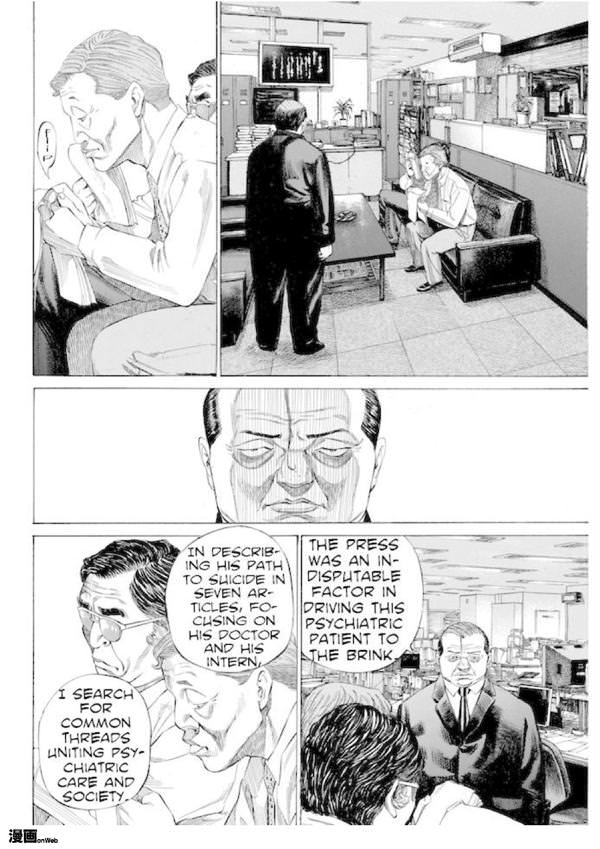 FLIP
THE PRESS
WAS AN IN-
DISPUTABLE
FACTOR IN
DRIVING THIS
PSYCHIATRIC
PATIENT TO
THE BRINK.
IN DESCRIB-
ING HIS PATH
TO SUICIDE IN
SEVEN AR-
TICLES, FO-
CUSING ON
HIS DOCTOR
AND HIS
INTERN,
I SEARCH
FOR
COMMON
THREADS
UNITING PSY-
CHIATRIC
CARE AND
SOCIETY.
漫画onWeb